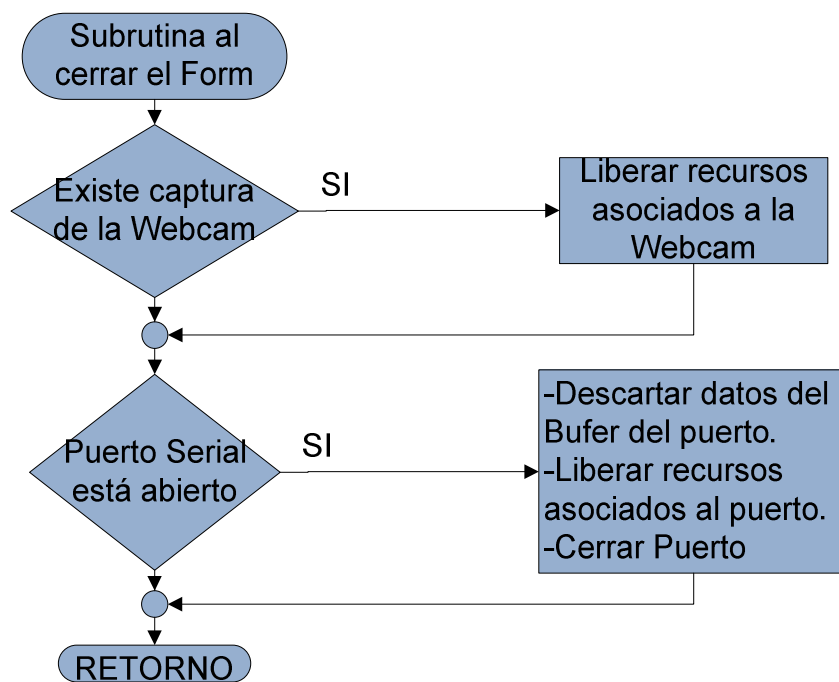 Subrutina al
cerrar el Form
Existe captura
de la Webcam
SI
Liberar recursos
asociados a la
Webcam
Puerto Serial
está abierto
SI
-Descartar datos del
Bufer del puerto.
-Liberar recursos
asociados al puerto.
-Cerrar Puerto
RETORNO